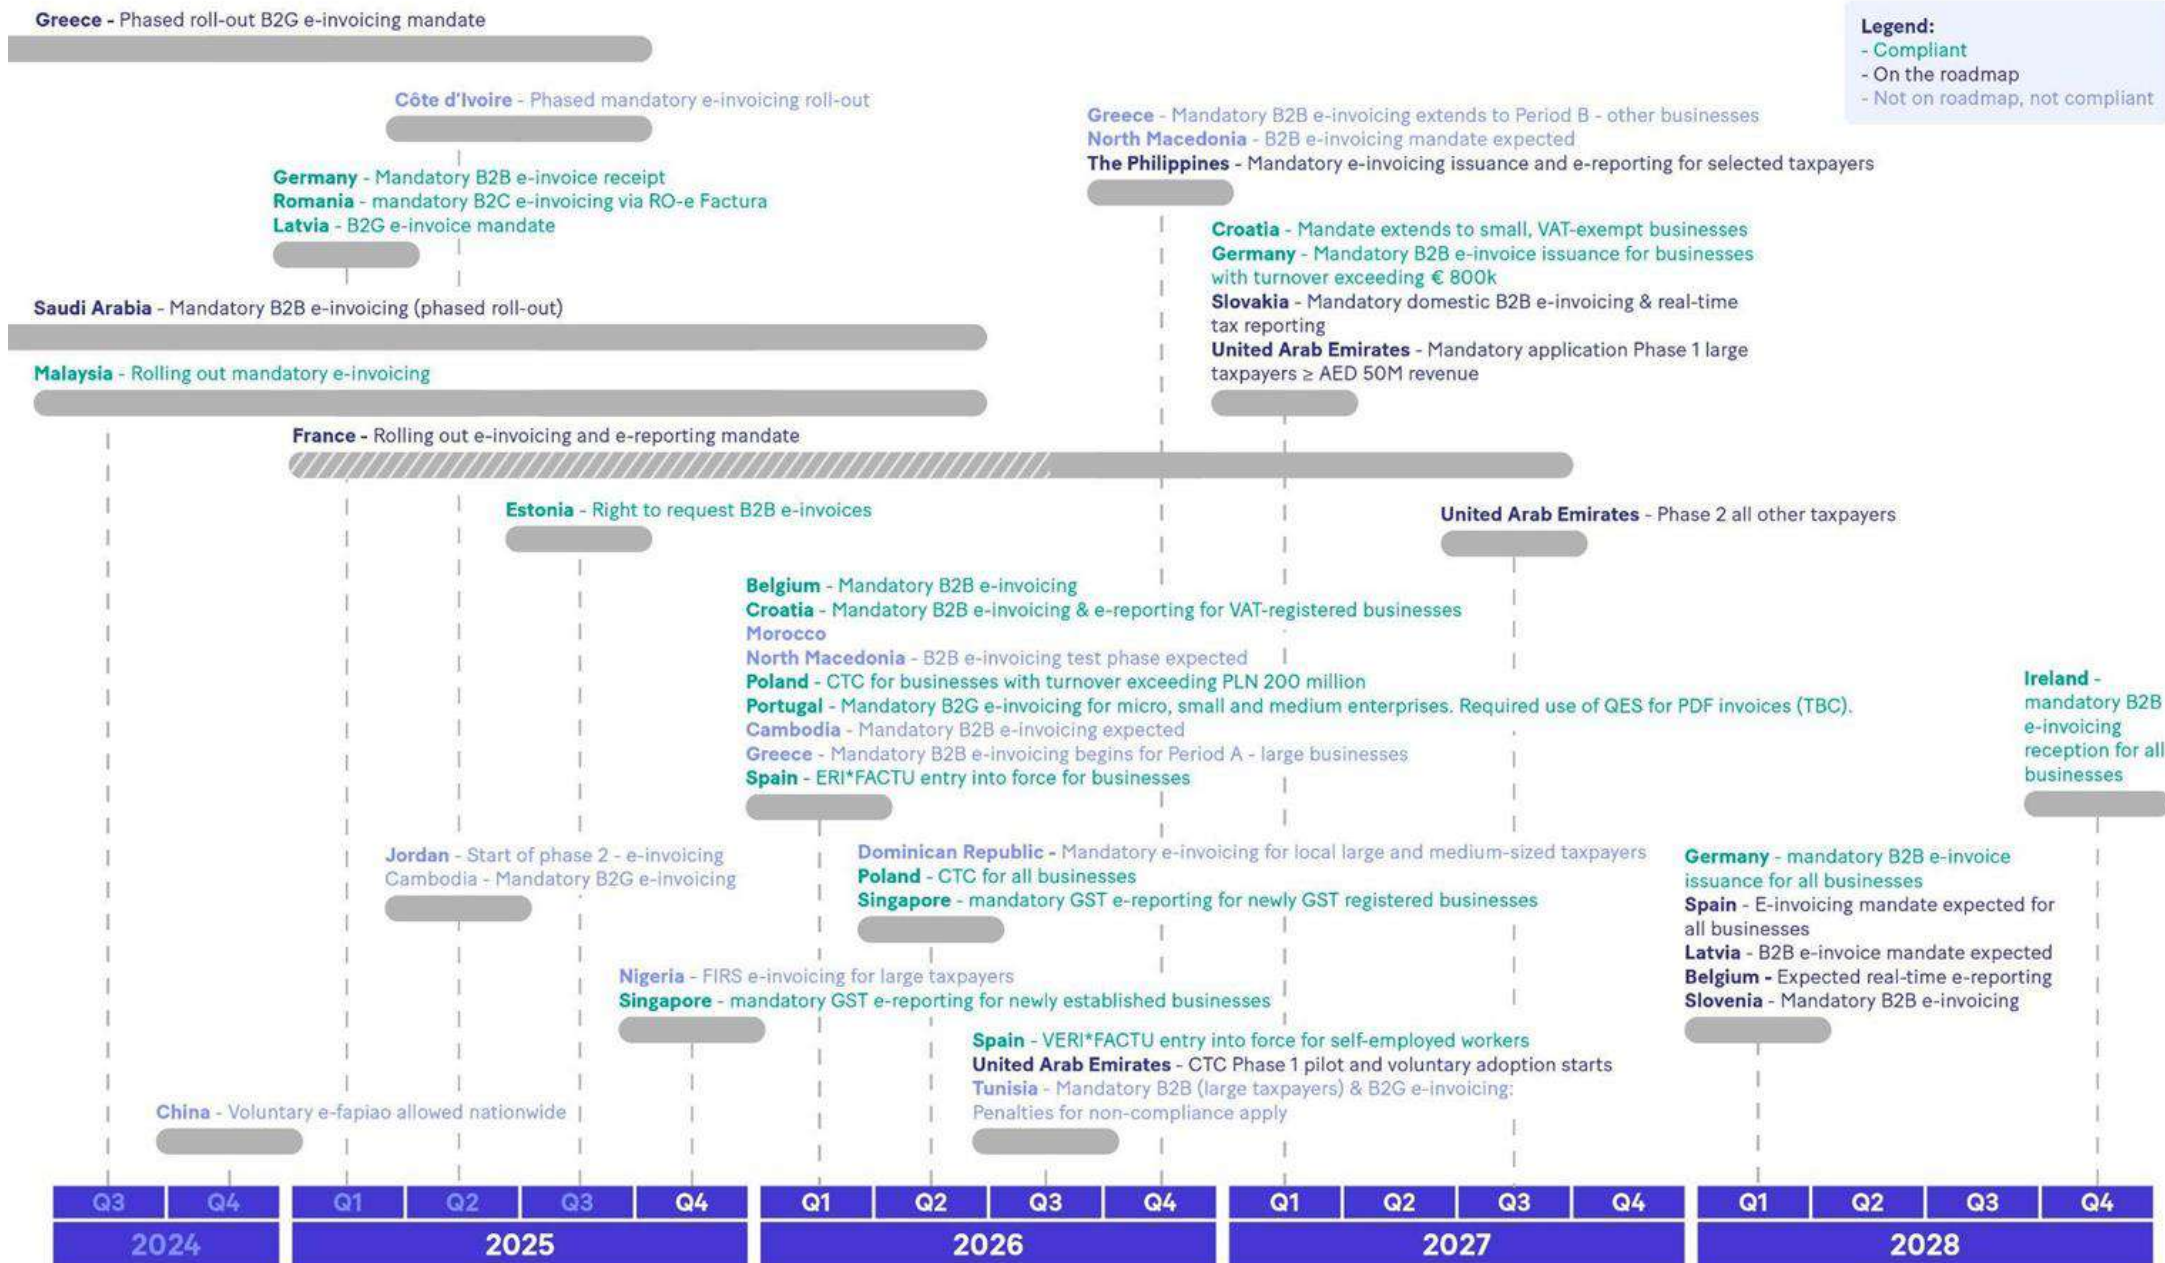 Greece - Phased roll-out B2G e-invoicing mandate
Legend:
- Compliant
- On the roadmap
- Not on roadmap, not compliant
Côte d'Ivoire - Phased mandatory e-invoicing roll-out
Greece - Mandatory B2B e-invoicing extends to Period B - other businesses
North Macedonia - B2B e-invoicing mandate expected
The Philippines - Mandatory e-invoicing issuance and e-reporting for selected taxpayers
Germany - Mandatory B2B e-invoice receipt
Romania - mandatory B2C e-invoicing via RO-e Factura
Latvia - B2G e-invoice mandate
Croatia - Mandate extends to small, VAT-exempt businesses
Germany - Mandatory B2B e-invoice issuance for businesses
with turnover exceeding € 800k
Slovakia - Mandatory domestic B2B e-invoicing & real-time
tax reporting
United Arab Emirates - Mandatory application Phase 1 large
taxpayers ≥ AED 50M revenue
Saudi Arabia - Mandatory B2B e-invoicing (phased roll-out)
Malaysia - Rolling out mandatory e-invoicing
France - Rolling out e-invoicing and e-reporting mandate
Estonia - Right to request B2B e-invoices
United Arab Emirates - Phase 2 all other taxpayers
Belgium - Mandatory B2B e-invoicing
Croatia - Mandatory B2B e-invoicing & e-reporting for VAT-registered businesses
Morocco
North Macedonia - B2B e-invoicing test phase expected
Poland - CTC for businesses with turnover exceeding PLN 200 million
Portugal - Mandatory B2G e-invoicing for micro, small and medium enterprises. Required use of QES for PDF invoices (TBC).
Cambodia - Mandatory B2B e-invoicing expected
Greece - Mandatory B2B e-invoicing begins for Period A - large businesses
Spain - ERI*FACTU entry into force for businesses
Ireland -
mandatory B2B
e-invoicing
reception for all
businesses
Jordan - Start of phase 2 - e-invoicing
Cambodia - Mandatory B2G e-invoicing
Dominican Republic - Mandatory e-invoicing for local large and medium-sized taxpayers
Poland - CTC for all businesses
Singapore - mandatory GST e-reporting for newly GST registered businesses
Germany - mandatory B2B e-invoice
issuance for all businesses
Spain - E-invoicing mandate expected for
all businesses
Latvia - B2B e-invoice mandate expected
Belgium - Expected real-time e-reporting
Slovenia - Mandatory B2B e-invoicing
Nigeria - FIRS e-invoicing for large taxpayers
Singapore - mandatory GST e-reporting for newly established businesses
Spain - VERI*FACTU entry into force for self-employed workers
United Arab Emirates - CTC Phase 1 pilot and voluntary adoption starts
Tunisia - Mandatory B2B (large taxpayers) & B2G e-invoicing:
Penalties for non-compliance apply
China - Voluntary e-fapiao allowed nationwide
Q3 Q4 Q1 Q2 Q3 Q4 Q1 Q2 Q3 Q4 Q1 Q2 Q3 Q4 Q1 Q2 Q3 Q4
2024 2025 2026 2027 2028